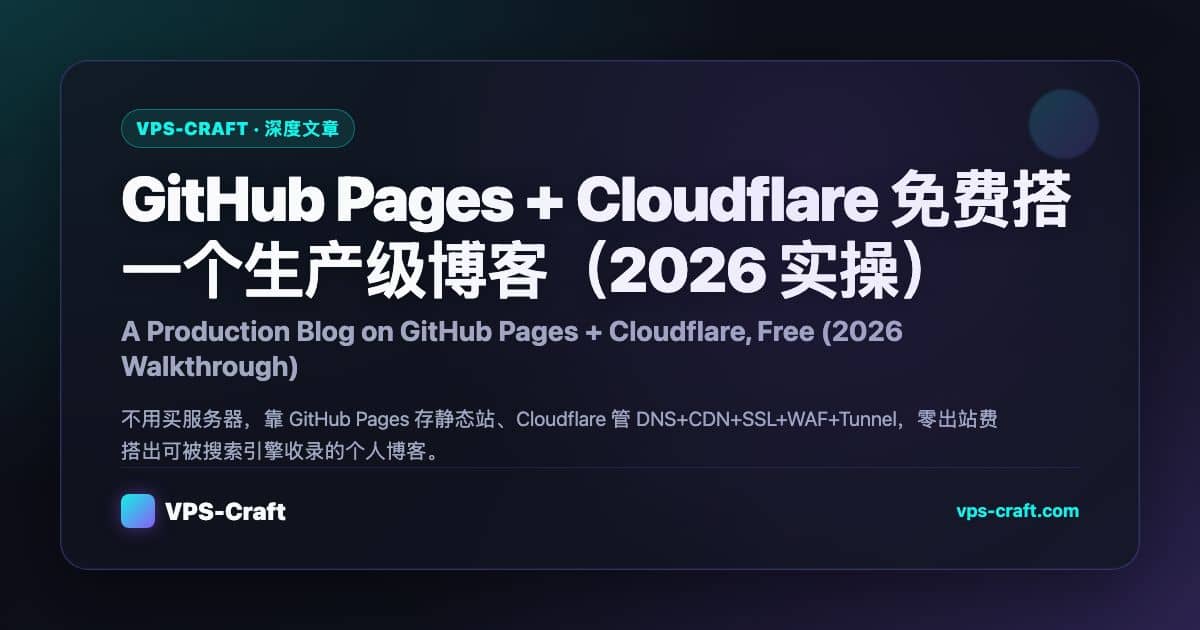 VPS-CRAFT · 深度文章
GitHub Pages + Cloudflare 免费搭
一个生产级博客（2026 实操）
A Production Blog on GitHub Pages + Cloudflare, Free (2026
Walkthrough)
不用买服务器，靠 GitHub Pages 存静态站、Cloudflare 管 DNS+CDN+SSL+WAF+Tunnel，零出站费
搭出可被搜索引擎收录的个人博客。
VPS-Craft
vps-craft.com